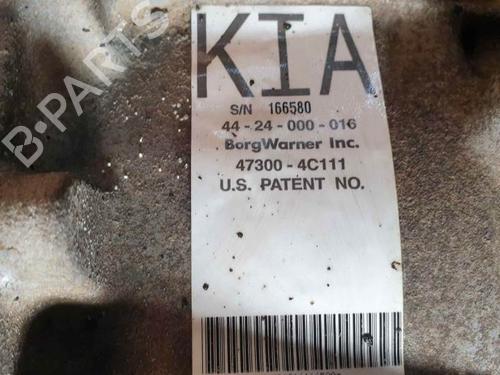 KIA
S/N 166580
44-24-000-016
BorgWarner Inc.
47300-4C111
U.S. PATENT NO.
B-PARTS